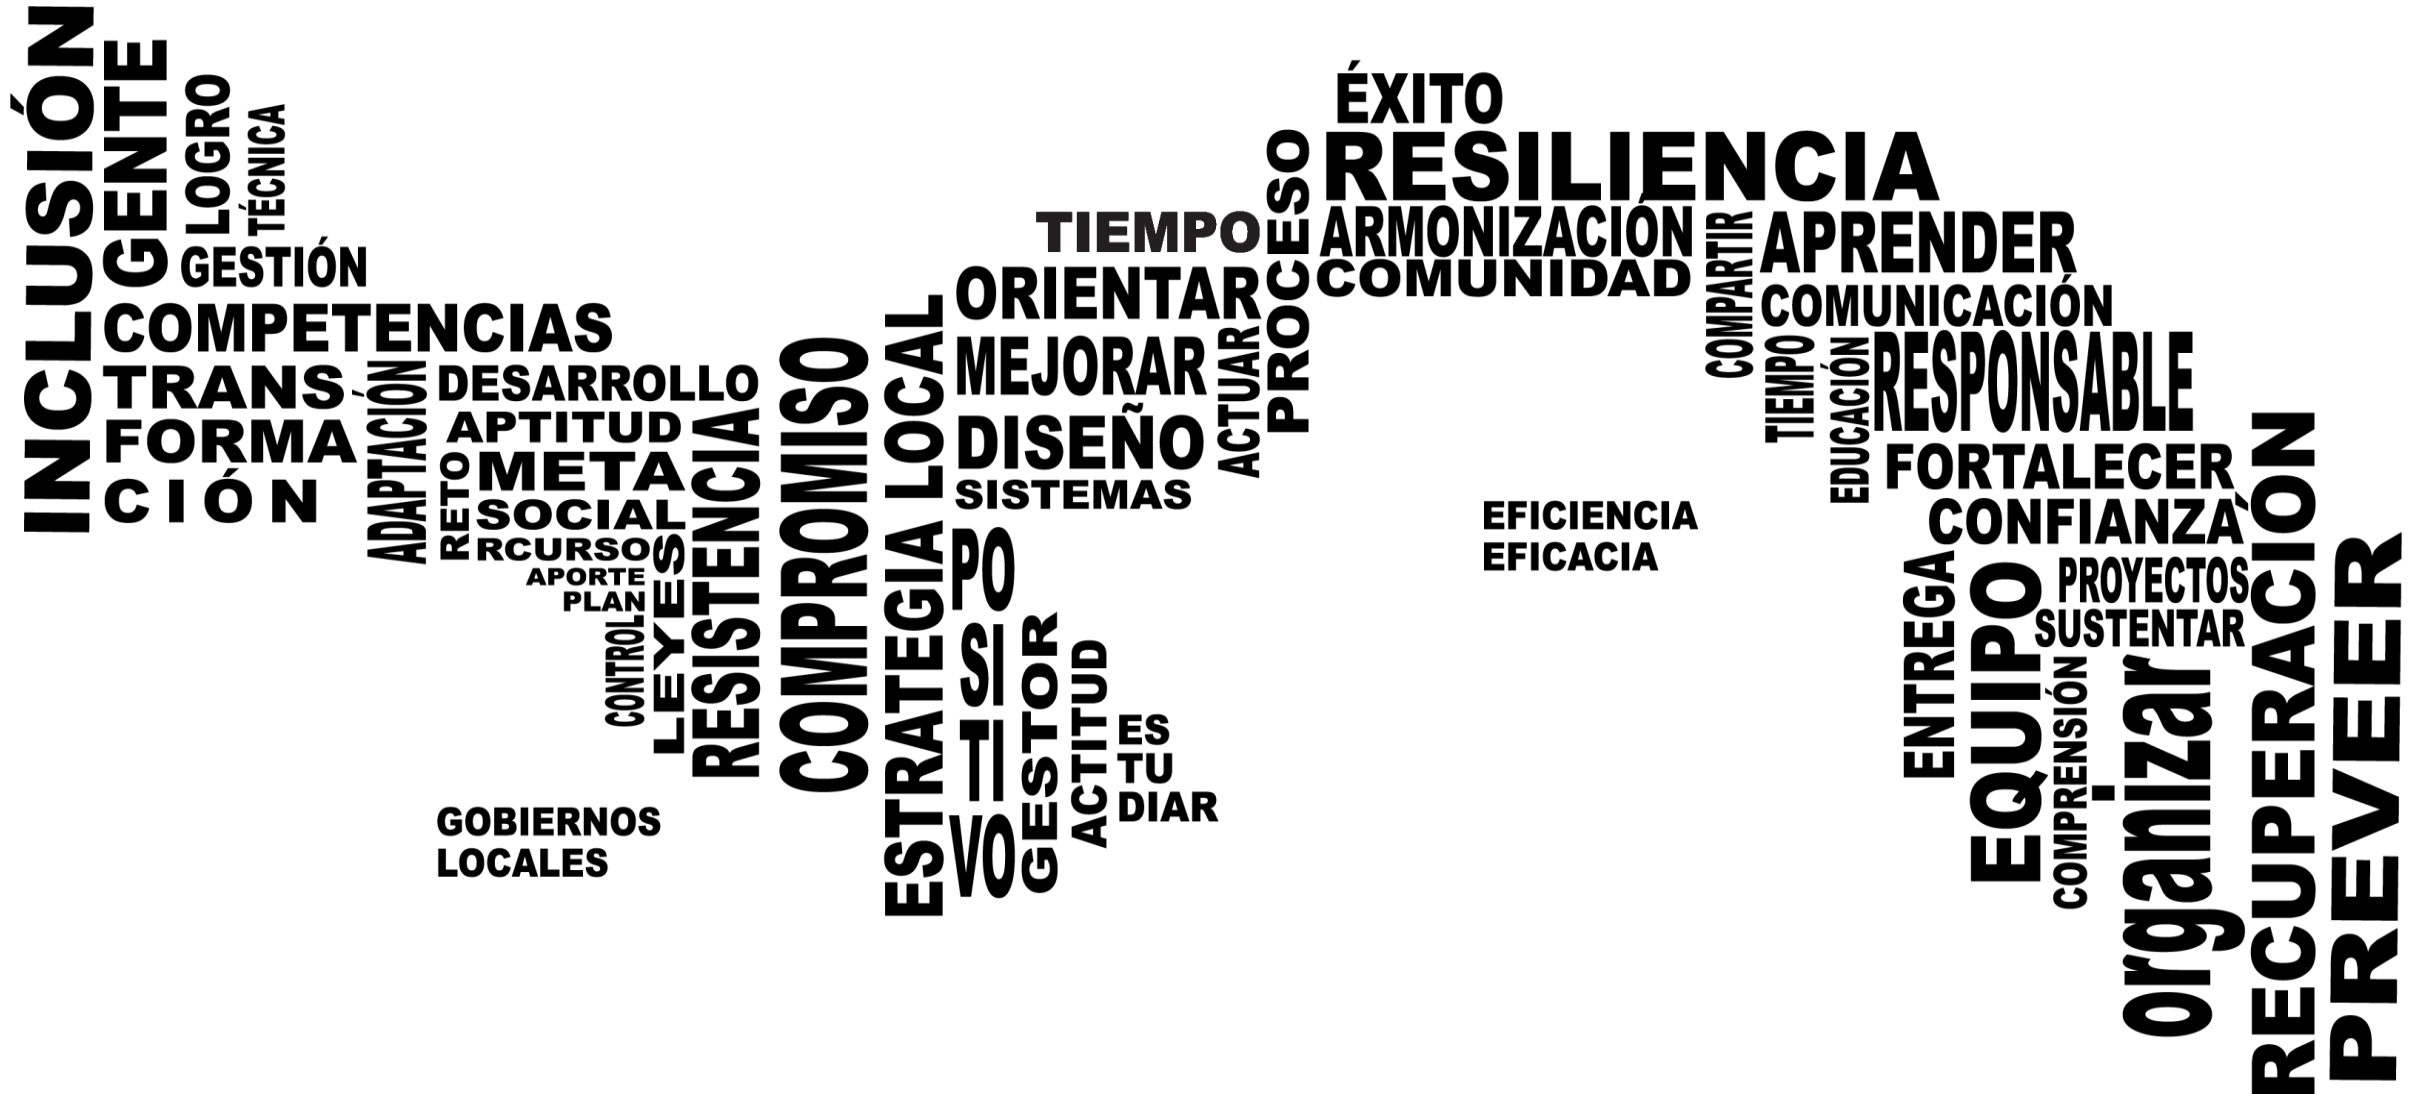 INCLUSIÓN
GENTE
LOGRO
TÉCNICA
GESTIÓN
COMPETENCIAS
TRANS
FORMA
CIÓN
ADAPTACIÓN
DESARROLLO
APTITUD
RETO
META
SOCIAL
RCURSO
APORTE
PLAN
CONTROL
LEYES
RESISTENCIA
GOBIERNOS
LOCALES
COMPROMISO
ESTRATEGIA LOCAL
TIEMPO
ORIENTAR
MEJORAR
DISEÑO
SISTEMAS
PO
SI
TI
VO
GESTOR
ACTITUD
ES
TU
DIAR
ACTUAR
PROCESO
ÉXITO
RESILIENCIA
ARMONIZACIÓN
COMUNIDAD
EFICIENCIA
EFICACIA
COMPARTIR
APRENDER
COMUNICACIÓN
TIEMPO
EDUCACIÓN
RESPONSABLE
FORTALECER
CONFIANZA
ENTREGA
EQUIPO
PROYECTOS
SUSTENTAR
COMPRENSIÓN
organizar
RECUPERACIÓN
PREVEER